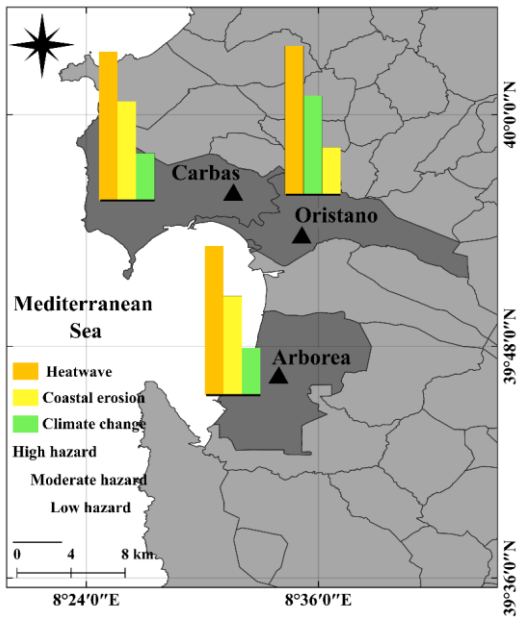 Carbas
Oristano
Mediterranean
Sea
Arborea
Heatwave
Coastal erosion
Climate change
High hazard
Moderate hazard
Low hazard
0 4 8 km
8°24'0"E
8°36'0"E
40°0'0"N
39°48'0"N
39°36'0"N